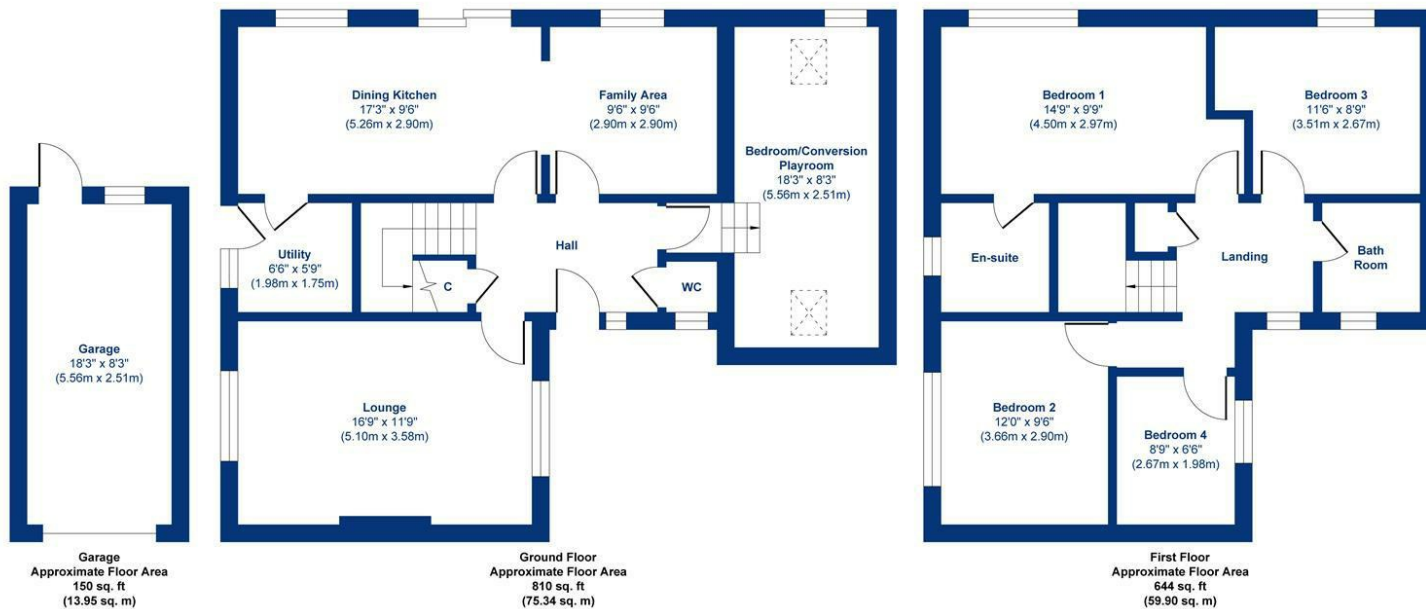 Garage
18'3" x 8'3"
(5.56m x 2.51m)
Garage
Approximate Floor Area
150 sq. ft
(13.95 sq. m)
Dining Kitchen
17'3" x 9'6"
(5.26m x 2.90m)
Family Area
9'6" x 9'6"
(2.90m x 2.90m)
Bedroom/Conversion
Playroom
18'3" x 8'3"
(5.56m x 2.51m)
Utility
6'6" x 5'9"
(1.98m x 1.75m)
Hall
C
WC
Lounge
16'9" x 11'9"
(5.10m x 3.58m)
Ground Floor
Approximate Floor Area
810 sq. ft
(75.34 sq. m)
Bedroom 1
14'9" x 9'9"
(4.50m x 2.97m)
Bedroom 3
11'6" x 8'9"
(3.51m x 2.67m)
En-suite
Landing
Bath
Room
Bedroom 2
12'0" x 9'6"
(3.66m x 2.90m)
Bedroom 4
8'9" x 6'6"
(2.67m x 1.98m)
First Floor
Approximate Floor Area
644 sq. ft
(59.90 sq. m)